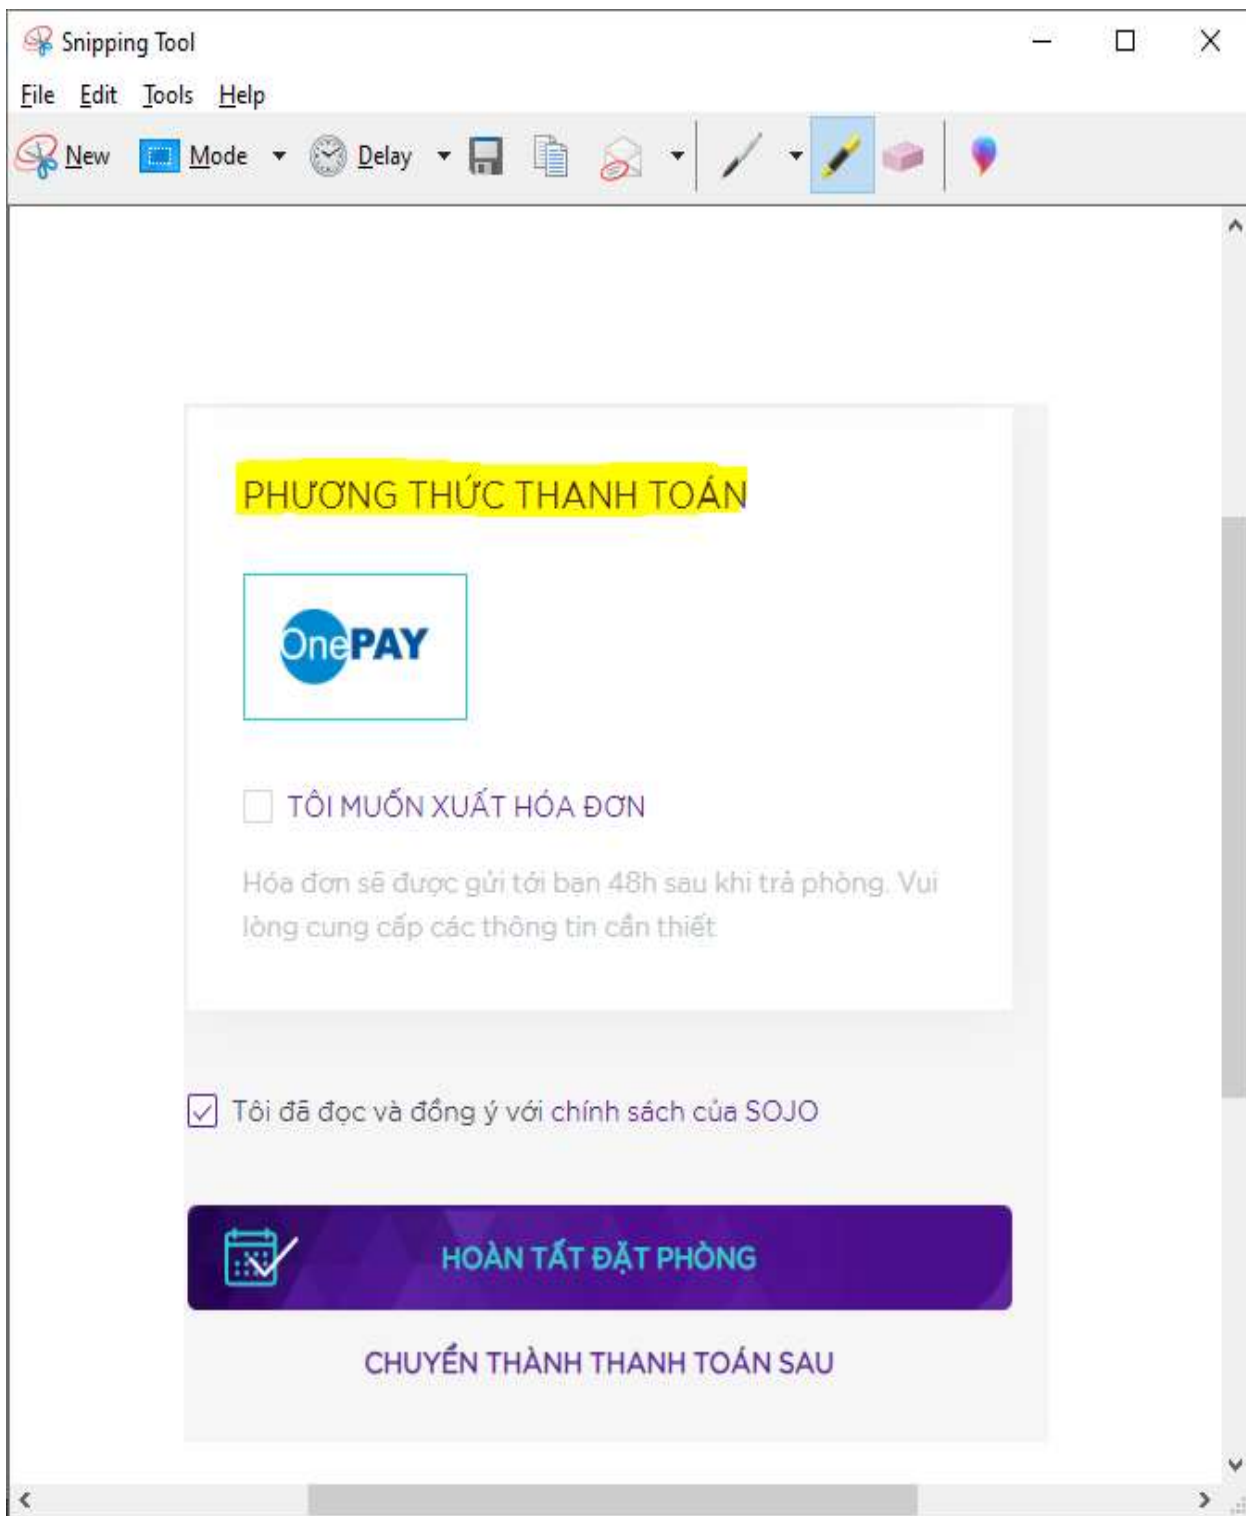 Snipping Tool
File Edit Tools Help
New Mode Delay
PHƯƠNG THỨC THANH TOÁN
OnePAY
TÔI MUỐN XUẤT HÓA ĐƠN
Hóa đơn sẽ được gửi tới bạn 48h sau khi trả phòng. Vui
lòng cung cấp các thông tin cần thiết
Tôi đã đọc và đồng ý với chính sách của SOJO
HOÀN TẤT ĐẶT PHÒNG
CHUYỂN THÀNH THANH TOÁN SAU